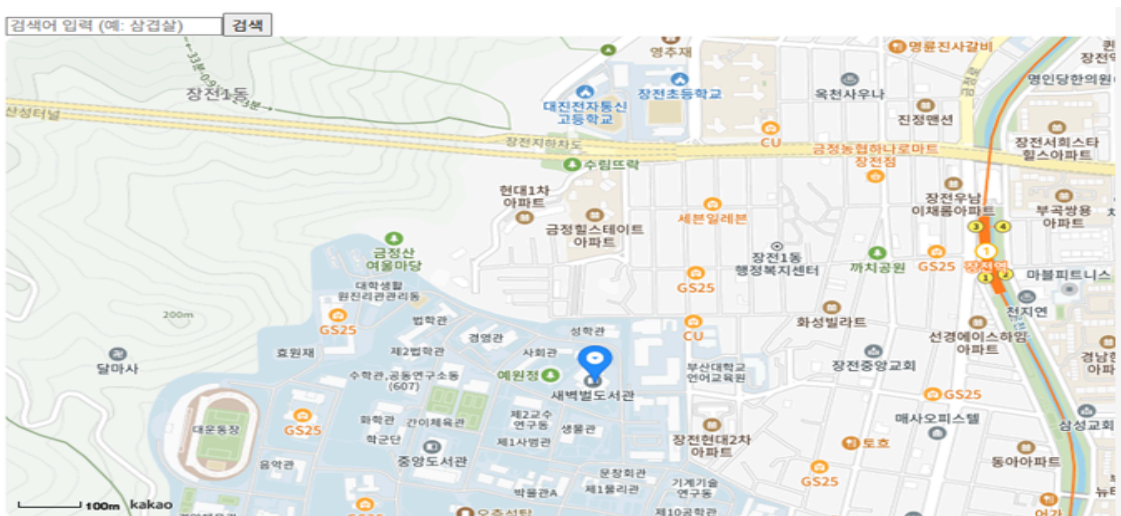 검색어 입력 (예: 삼겹살) 검색
영추재
명륜진사갈비
장전1동
대진전자통신
고등학교
장전초등학교
옥천사우나
명인당한의원
진정맨션
산성터널
장전지하차도
CU
금정농협하나로마트
장전점
장전서희스타
힐스아파트
수림뜨락
현대1차
아파트
금정힐스테이트
아파트
세븐일레븐
장전우남
이채롬아파트
부곡쌍용
아파트
3
4
금정산
여울마당
장전1동
행정복지센터
까치공원
GS25
1
장전역
1
2
마블피트니스
대학생활
원진리관관리동
GS25
천지연
200m
GS25
법학관
경영관
성학관
CU
화성빌라트
선경에이스하임
아파트
효원재
제2법학관
사회관
달마사
수학관,공동연구소동
(607)
예원정
새벽벌도서관
부산대학교
언어교육원
장전중앙교회
GS25
대운동장
GS25
화학관
간이체육관
제2교수
연구동
생물관
매사오피스텔
삼성교회
학군단
제1사범관
장전현대2차
아파트
토호
중앙도서관
음악관
문창회관
동아아파트
GS25
박물관A
제1물리관
기계기술
연구동
100m kakao
오층석탑
제10공학관